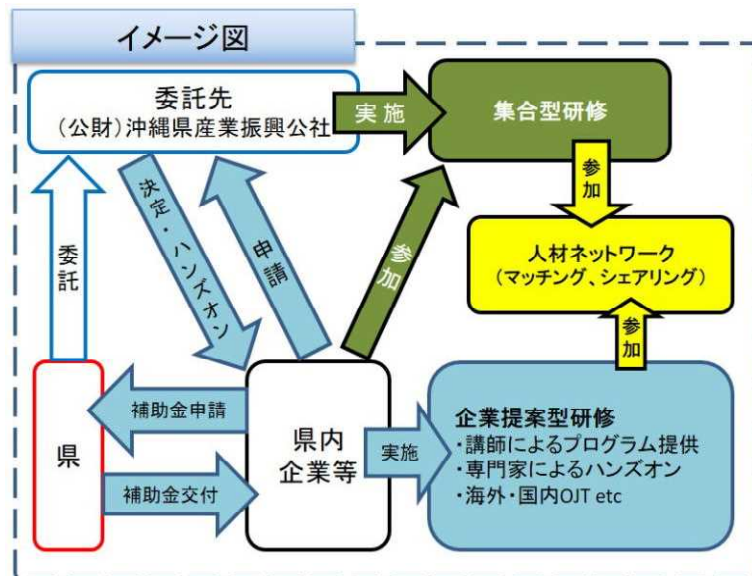 イメージ図
委託先
(公財)沖縄県産業振興公社
実施
集合型研修
参加
人材ネットワーク
(マッチング、シェアリング)
参加
委託
決定・ハンズオン
申請
参加
県
補助金申請
補助金交付
県内
企業等
実施
企業提案型研修
・講師によるプログラム提供
・専門家によるハンズオン
・海外・国内OJT etc